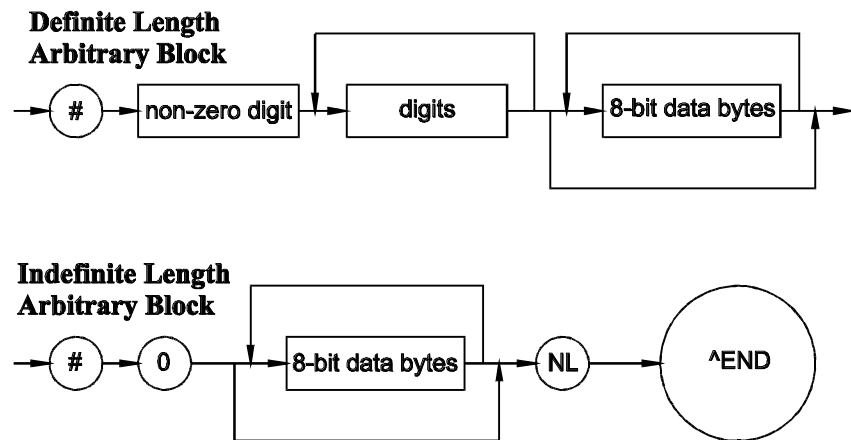 Definite Length
Arbitrary Block
# non-zero digit digits 8-bit data bytes
Indefinite Length
Arbitrary Block
# 0 8-bit data bytes NL ^END